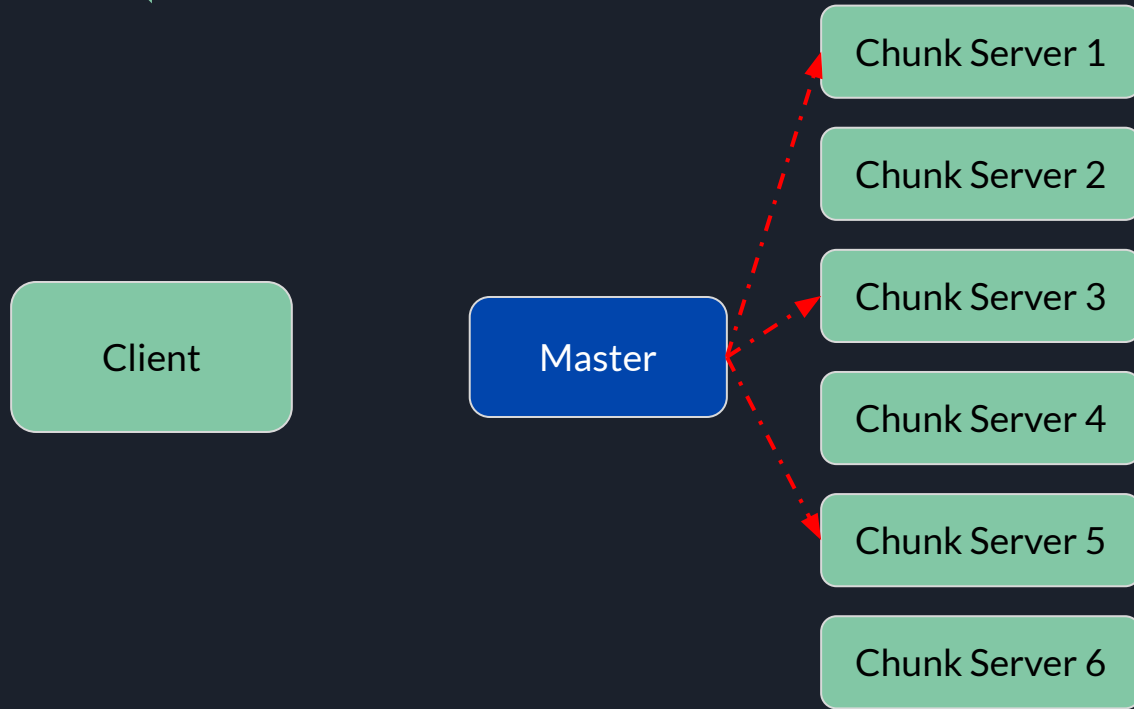 Chunk Server 1
Chunk Server 2
Chunk Server 3
Client
Master
Chunk Server 4
Chunk Server 5
Chunk Server 6